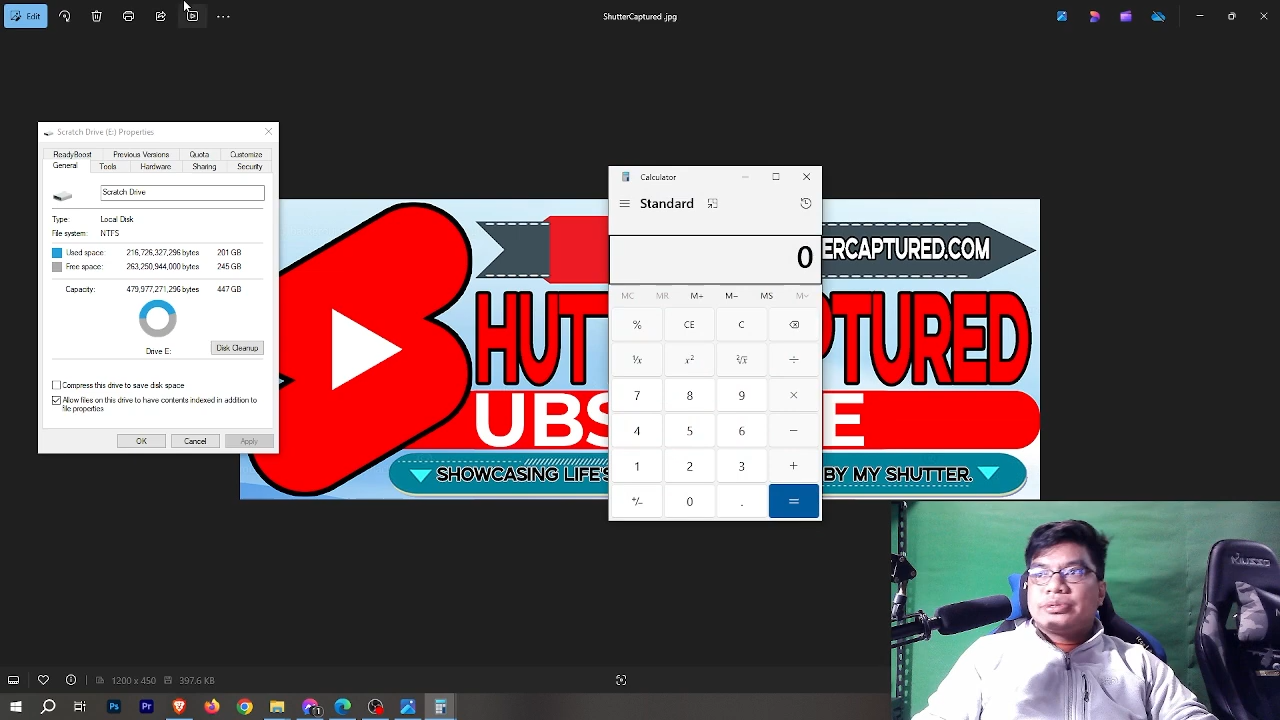 Edit
ShutterCaptured .jpg
Scratch Drive (E:) Properties
ReadyBoost Previous Versions Quota Customize
General Tools Hardware Sharing Security
Scratch Drive
Type: Local Disk
File system: NTFS
Used space: 216,726,327,296 bytes 201 GB
Free space: 263,250,944,000 bytes 245 GB
Capacity: 479,977,271,296 bytes 447 GB
Drive E:
Disk Cleanup
Compress this drive to save disk space
Allow files on this drive to have contents indexed in addition to
file properties
OK Cancel Apply
Calculator
Standard
0
MC MR M+ M− MS M˅
% CE C
¹/x x² ²√x ÷
7 8 9 ×
4 5 6 −
1 2 3 +
+/− 0 . =
ERCAPTURED.COM
HUT PTURED
UBS E
SHOWCASING LIFE'S BY MY SHUTTER.
KUSSO
1200 x 450 397.6 KB
Ps Pr 1